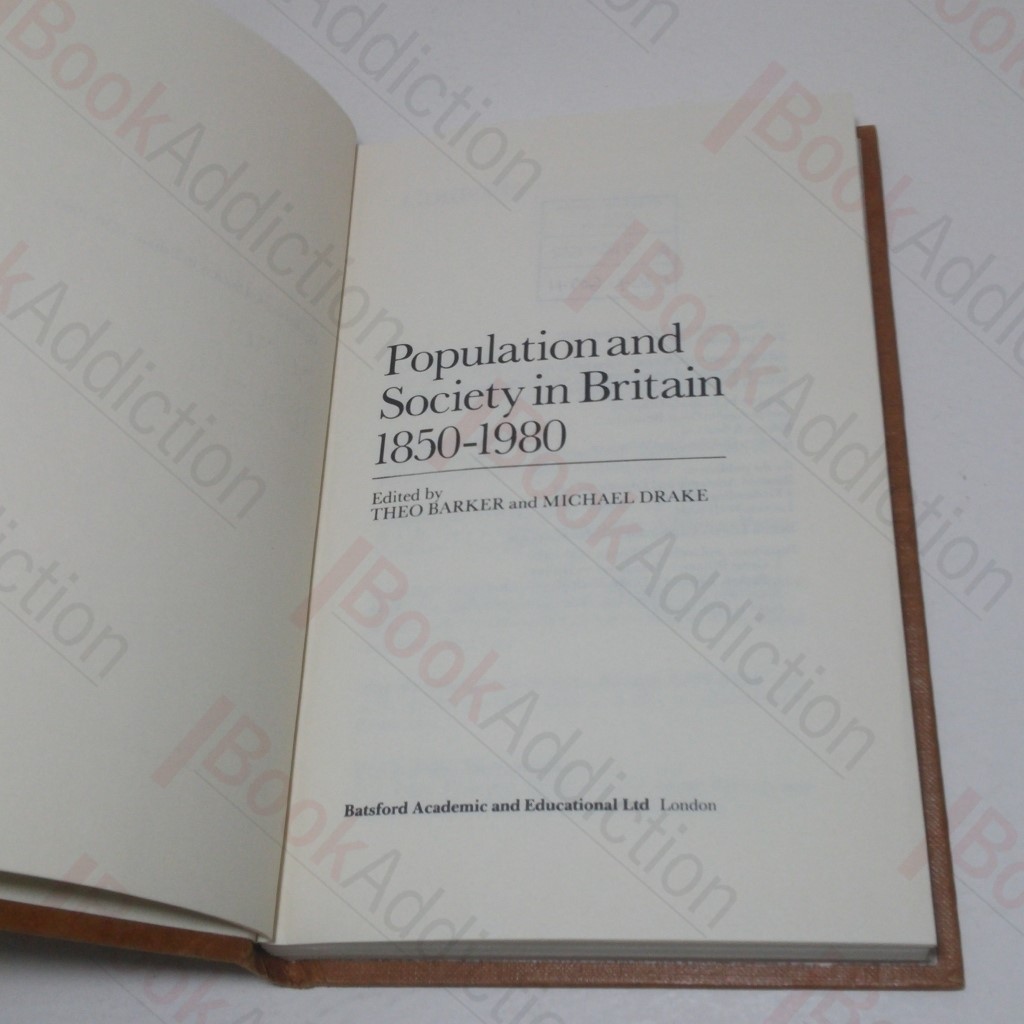 Population and
Society in Britain
1850-1980
Edited by
THEO BARKER and MICHAEL DRAKE
Batsford Academic and Educational Ltd London
BookAddiction